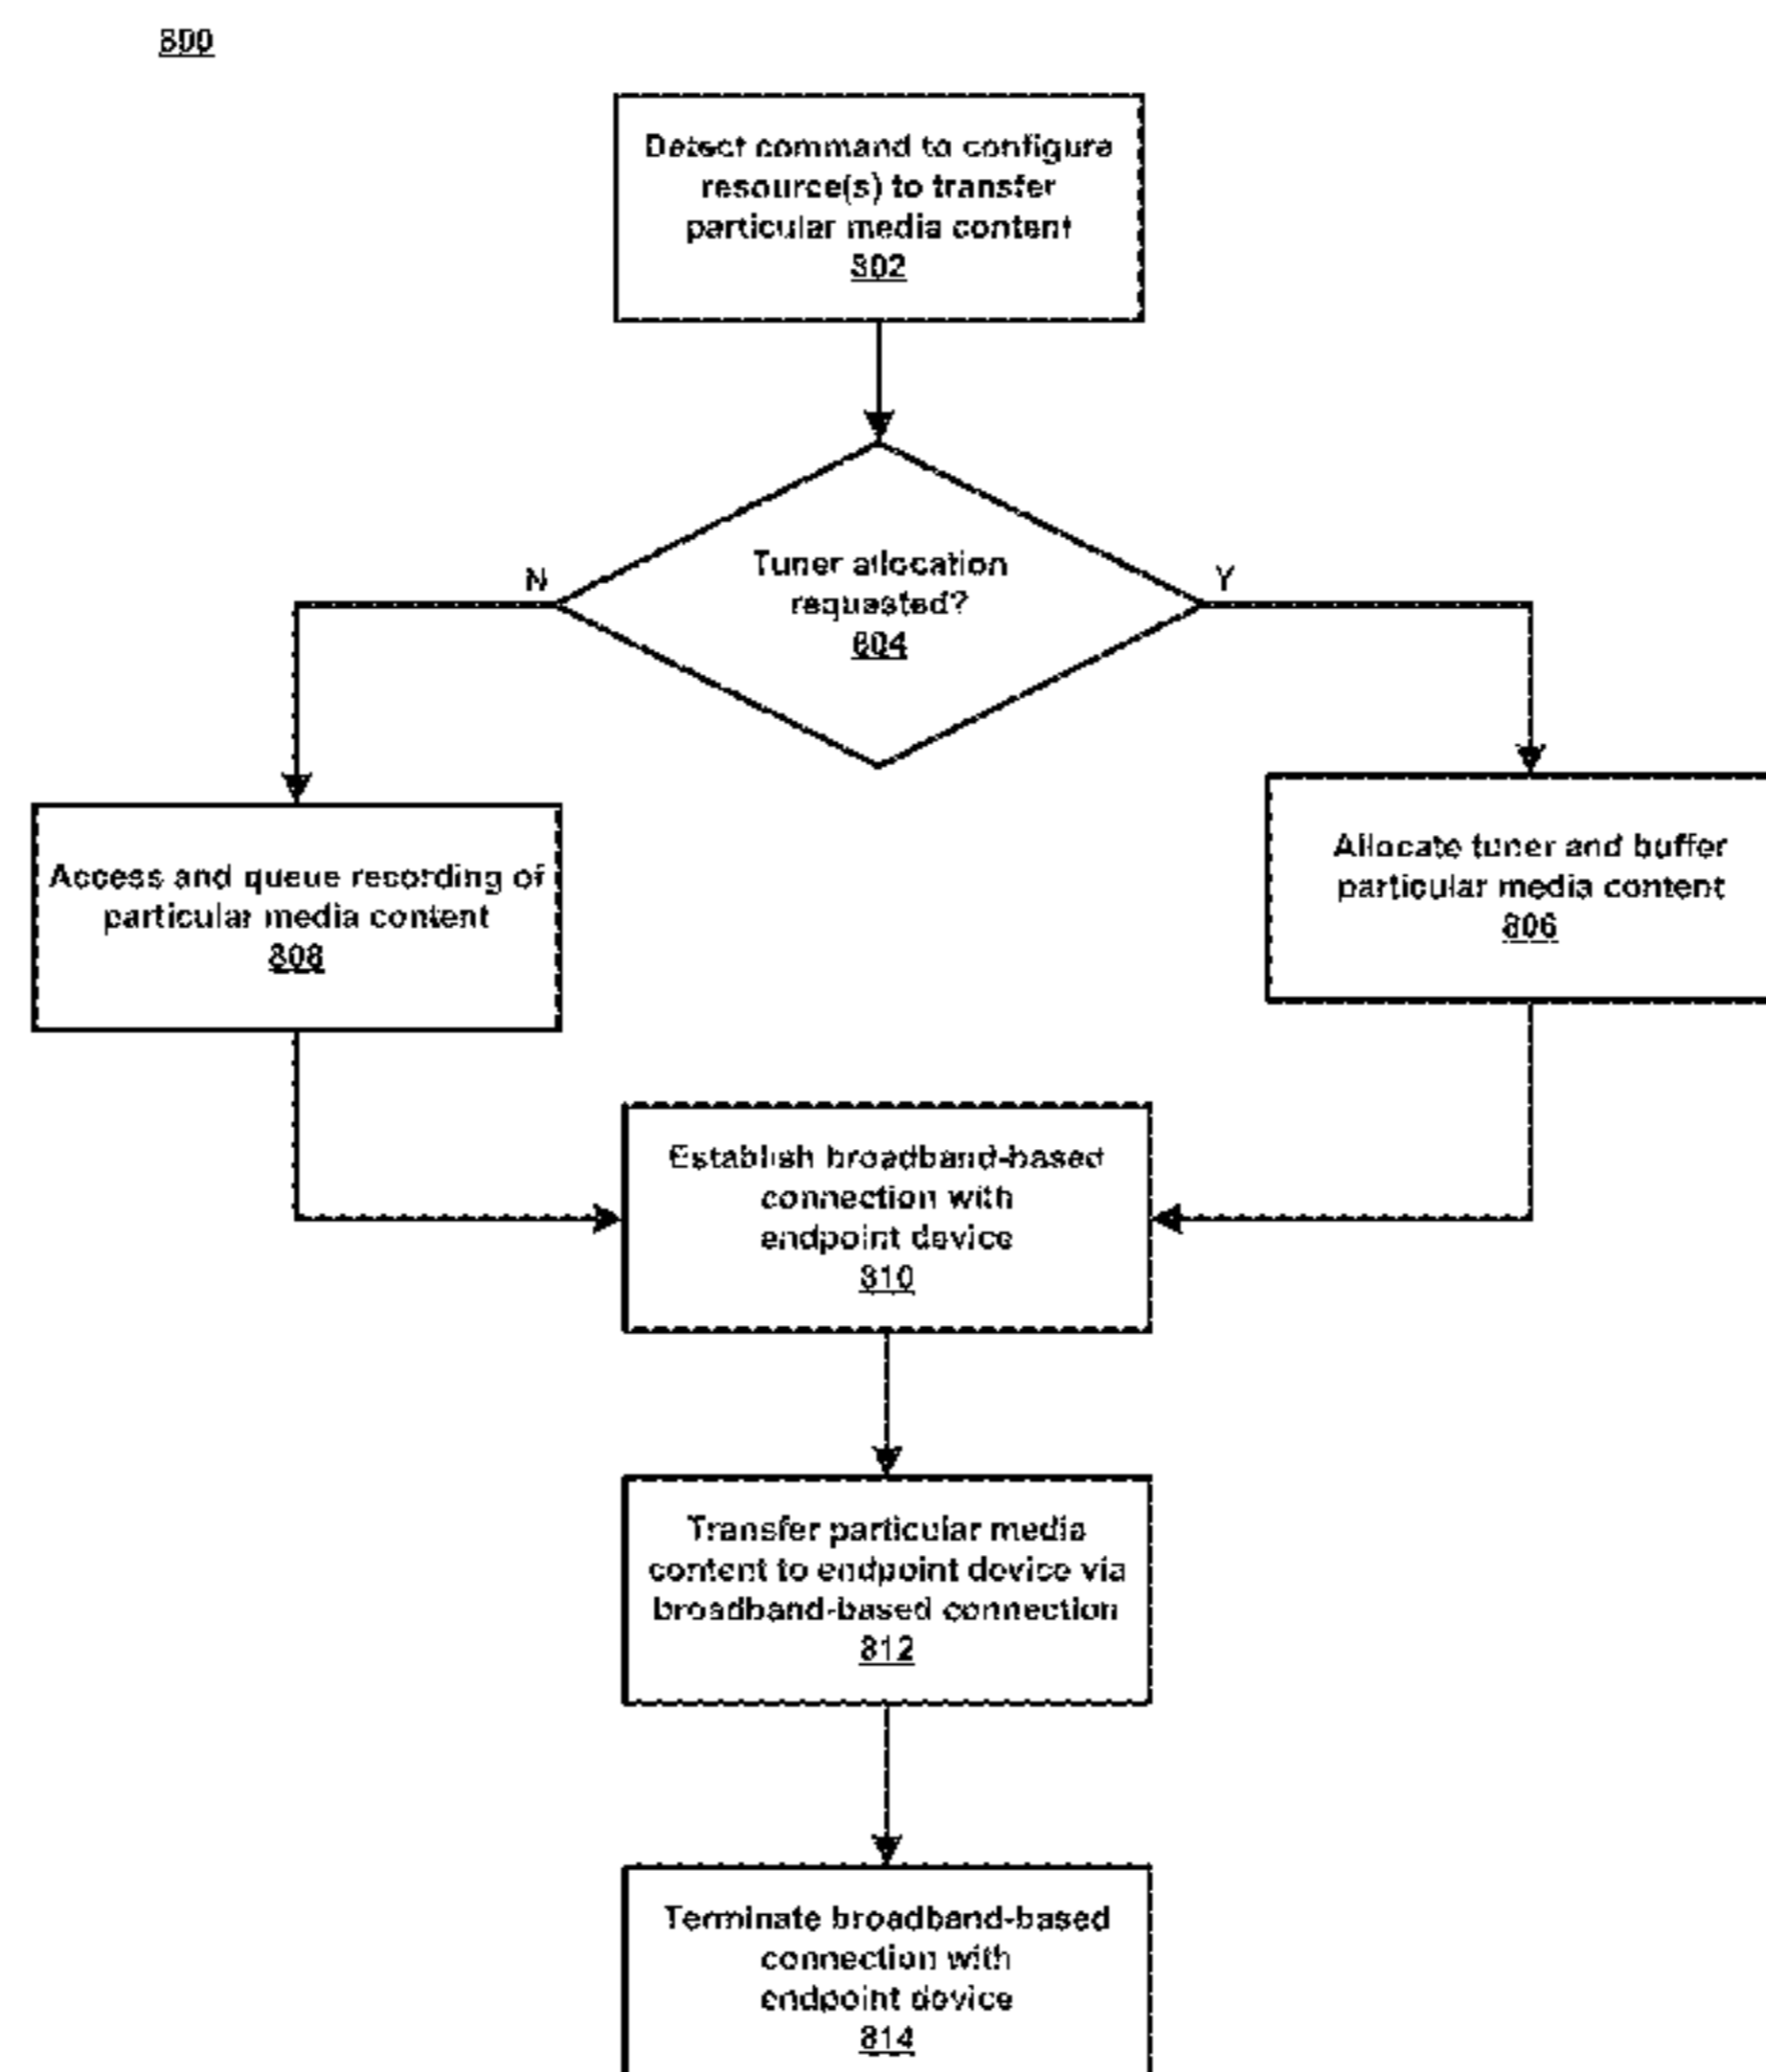 800
Detect command to configure
resource(s) to transfer
particular media content
802
Tuner allocation
requested?
804
N
Y
Allocate tuner and buffer
particular media content
806
Access and queue recording of
particular media content
808
Establish broadband-based
connection with
endpoint device
810
Transfer particular media
content to endpoint device via
broadband-based connection
812
Terminate broadband-based
connection with
endpoint device
814